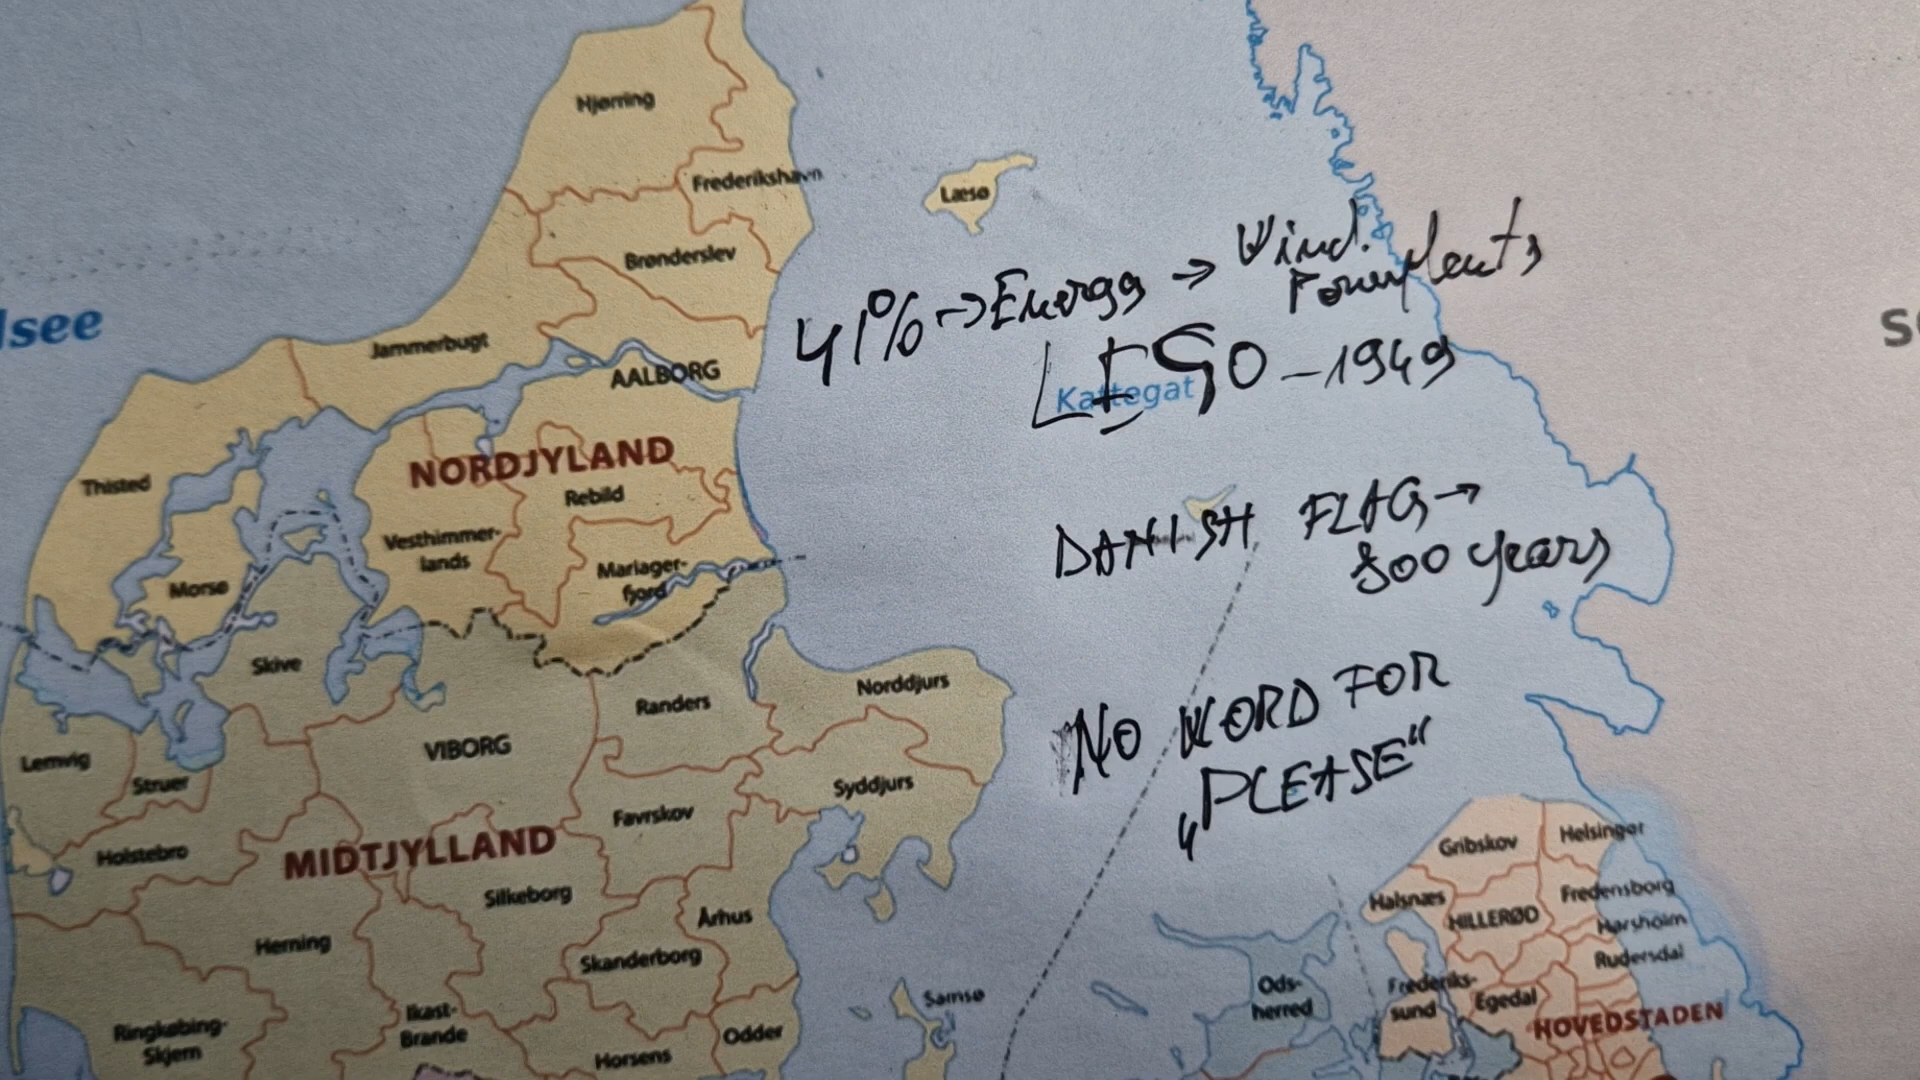 Hjørring
Frederikshavn
Læsø
Brønderslev
41% → Energy → Wind.
Powerplants
lsee
Jammerbugt
AALBORG
LEGO - 1949
Kattegat
NORDJYLAND
Thisted
Rebild
DANISH FLAG →
800 years
Vesthimmer-
lands
Mariager-
fjord
Morsø
Skive
Norddjurs
Randers
NO WORD FOR
„PLEASE“
VIBORG
Lemvig
Struer
Syddjurs
Favrskov
Holstebro
MIDTJYLLAND
Gribskov
Helsingør
Silkeborg
Halsnæs
Fredensborg
Århus
HILLERØD
Hørsholm
Herning
Skanderborg
Rudersdal
Ods-
herred
Frederiks-
sund
Samsø
Egedal
Ikast-
Brande
HOVEDSTADEN
Ringkøbing-
Skjern
Odder
Horsens